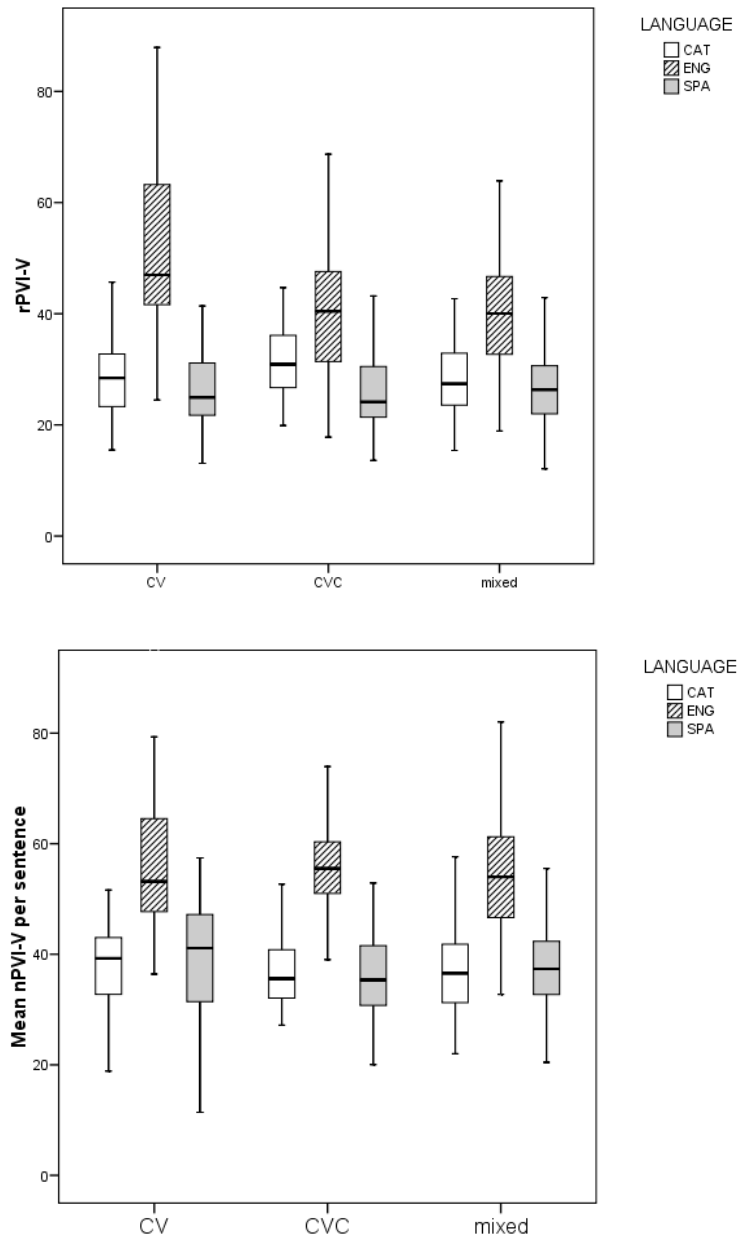 LANGUAGE
CAT
ENG
SPA
rPVI-V
80
60
40
20
0
CV CVC mixed
LANGUAGE
CAT
ENG
SPA
Mean nPVI-V per sentence
80
60
40
20
0
CV CVC mixed